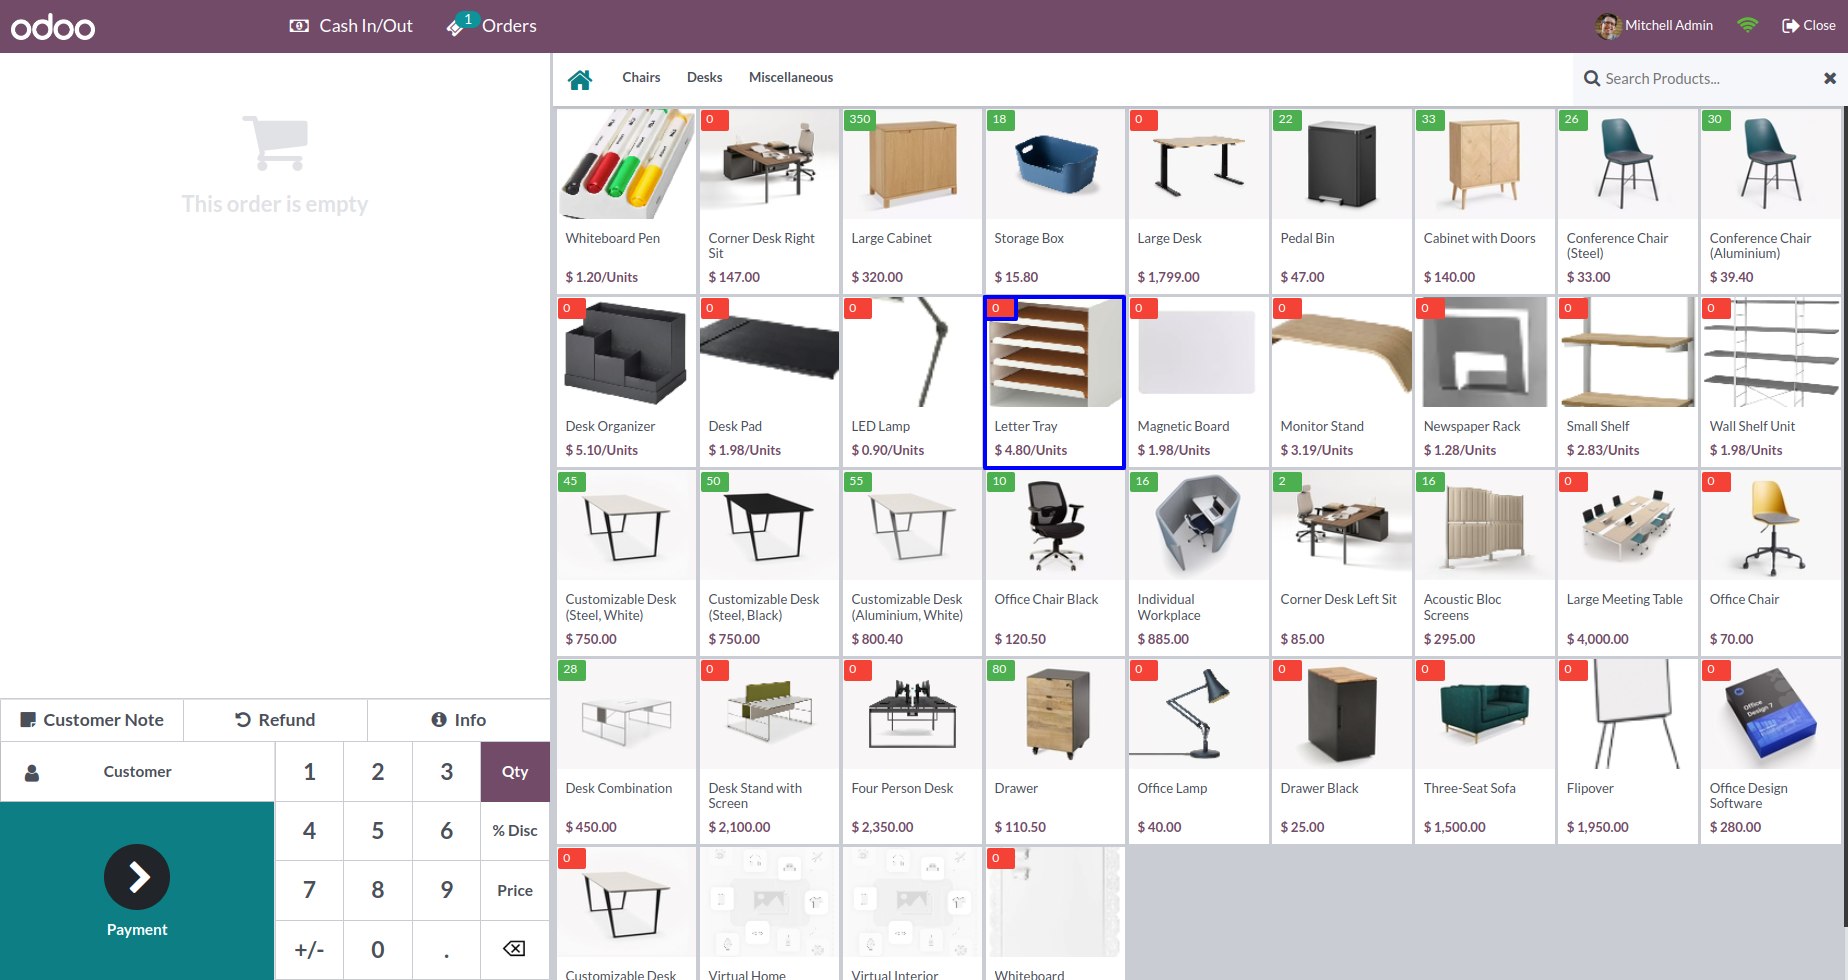 odoo
Cash In/Out
1
Orders
Mitchell Admin
Close
This order is empty
Customer Note
Refund
Info
Customer
1
2
3
Qty
4
5
6
% Disc
7
8
9
Price
+/-
0
.
Payment
Chairs
Desks
Miscellaneous
Search Products...
Whiteboard Pen
$ 1.20/Units
0
Corner Desk Right
Sit
$ 147.00
350
Large Cabinet
$ 320.00
18
Storage Box
$ 15.80
0
Large Desk
$ 1,799.00
22
Pedal Bin
$ 47.00
33
Cabinet with Doors
$ 140.00
26
Conference Chair
(Steel)
$ 33.00
30
Conference Chair
(Aluminium)
$ 39.40
0
Desk Organizer
$ 5.10/Units
0
Desk Pad
$ 1.98/Units
0
LED Lamp
$ 0.90/Units
0
Letter Tray
$ 4.80/Units
0
Magnetic Board
$ 1.98/Units
0
Monitor Stand
$ 3.19/Units
0
Newspaper Rack
$ 1.28/Units
0
Small Shelf
$ 2.83/Units
0
Wall Shelf Unit
$ 1.98/Units
45
Customizable Desk
(Steel, White)
$ 750.00
50
Customizable Desk
(Steel, Black)
$ 750.00
55
Customizable Desk
(Aluminium, White)
$ 800.40
10
Office Chair Black
$ 120.50
16
Individual
Workplace
$ 885.00
2
Corner Desk Left Sit
$ 85.00
16
Acoustic Bloc
Screens
$ 295.00
0
Large Meeting Table
$ 4,000.00
0
Office Chair
$ 70.00
28
Desk Combination
$ 450.00
0
Desk Stand with
Screen
$ 2,100.00
0
Four Person Desk
$ 2,350.00
80
Drawer
$ 110.50
0
Office Lamp
$ 40.00
0
Drawer Black
$ 25.00
0
Three-Seat Sofa
$ 1,500.00
0
Flipover
$ 1,950.00
0
Office
Design 7
Office Design
Software
$ 280.00
0
Customizable Desk
Virtual Home
Virtual Interior
0
Whiteboard